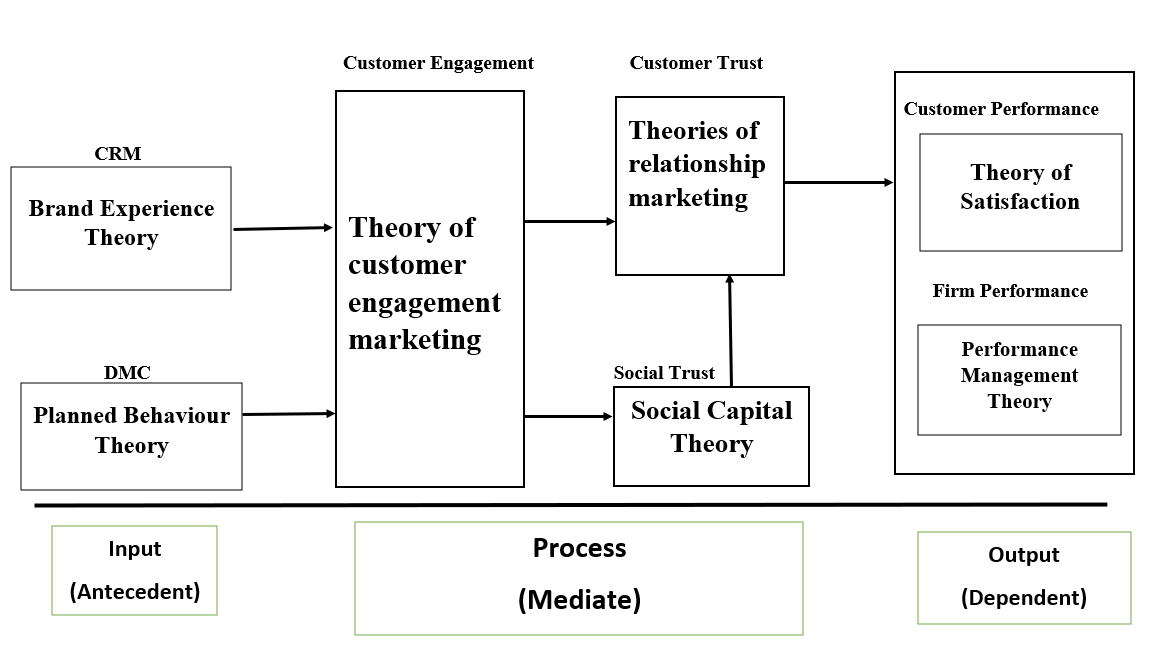 Customer Engagement
Customer Trust
CRM
Brand Experience
Theory
DMC
Planned Behaviour
Theory
Theory of
customer
engagement
marketing
Theories of
relationship
marketing
Social Trust
Social Capital
Theory
Customer Performance
Theory of
Satisfaction
Firm Performance
Performance
Management
Theory
Input
(Antecedent)
Process
(Mediate)
Output
(Dependent)